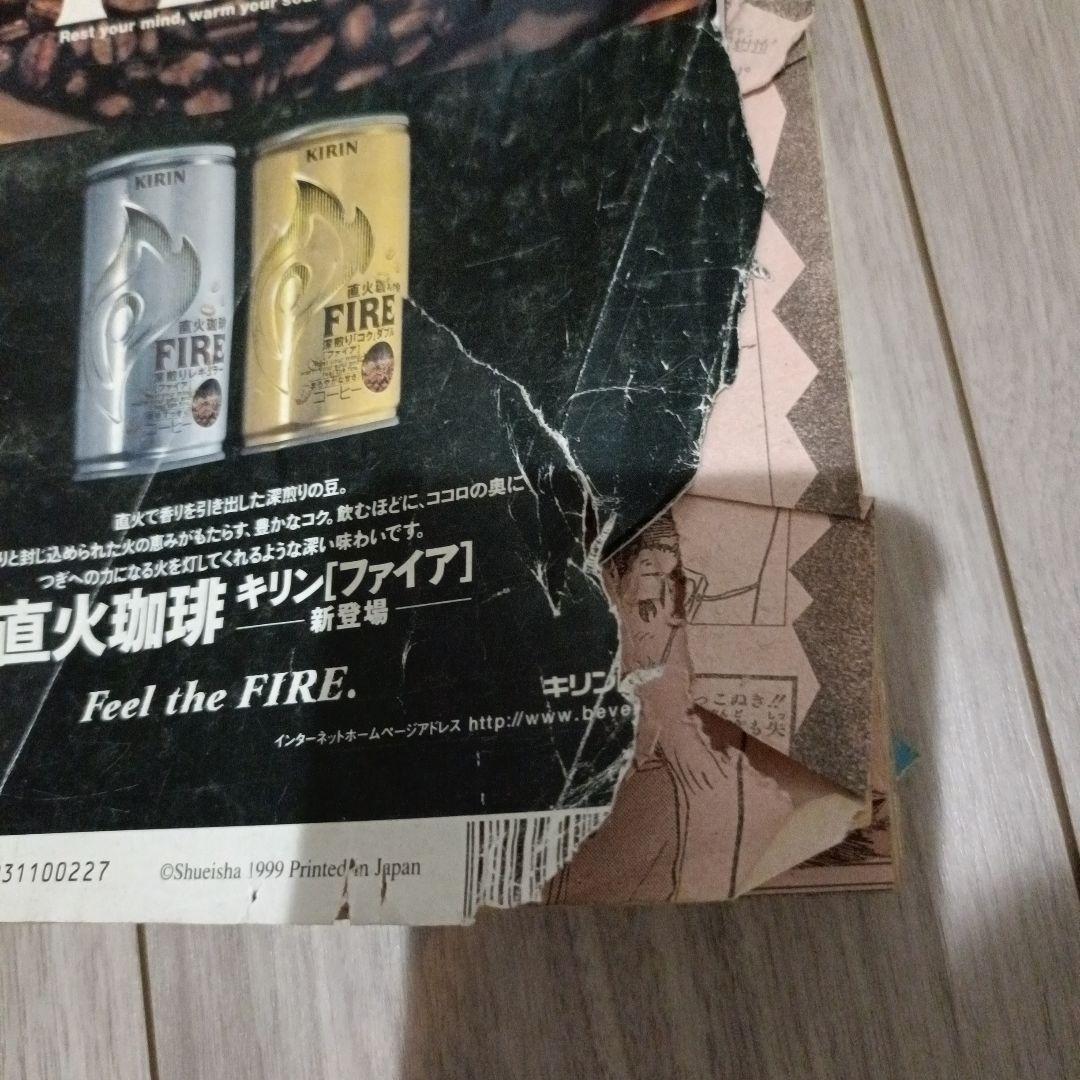 Rest your mind, warm your
KIRIN
直火珈琲
FIRE
深煎りレギュラー
[ファイア]
コーヒー
KIRIN
直火珈
FIRE
深煎り「コク」ダブル
[ファイア]
コーヒー
直火で香りを引き出した深煎りの豆。
りと封じ込められた火の恵みがもたらす、豊かなコク。飲むほどに、ココロの奥に
つぎへの力になる火を灯してくれるような深い味わいです。
直火珈琲 キリン[ファイア]
新登場
Feel the FIRE.
キリン
インターネットホームページアドレス http://www.beve
31100227
©Shueisha 1999 Printed in Japan
っこぬき!!
も矢